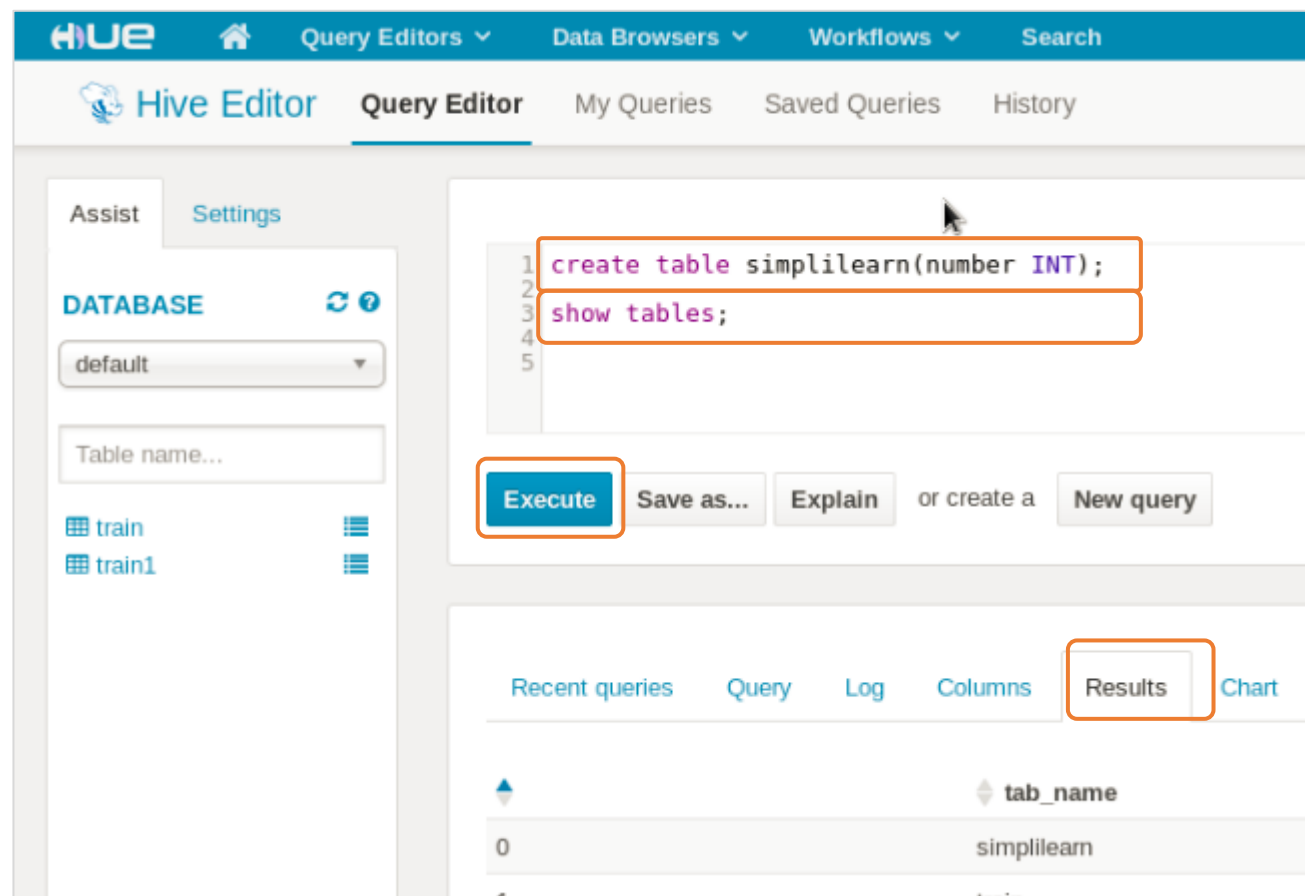 HUE Query Editors Data Browsers Workflows Search
Hive Editor Query Editor My Queries Saved Queries History
Assist Settings
DATABASE
default
Table name...
train
train1
1 create table simplilearn(number INT);
2
3 show tables;
4
5
Execute Save as... Explain or create a New query
Recent queries Query Log Columns Results Chart
tab_name
0 simplilearn